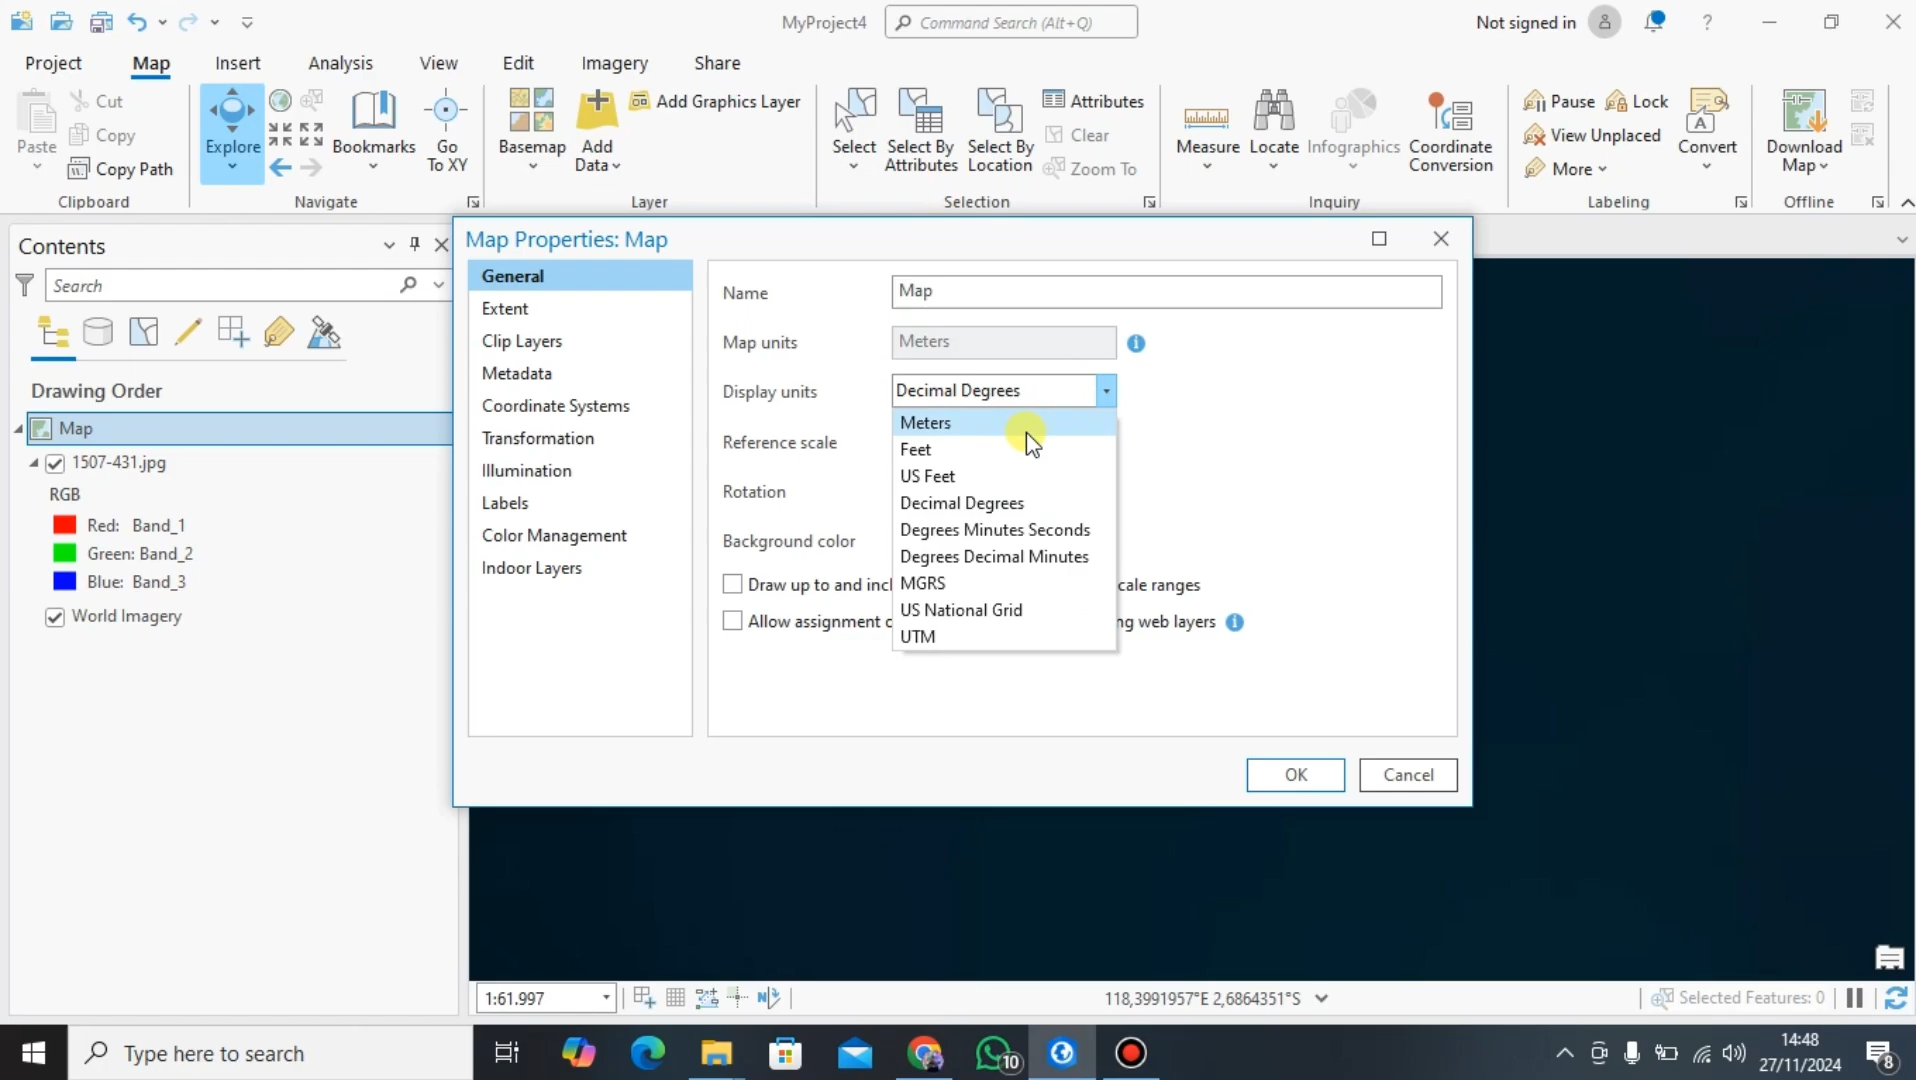 MyProject4
Command Search (Alt+Q)
Not signed in
?
Project
Map
Insert
Analysis
View
Edit
Imagery
Share
Paste
Cut
Copy
Copy Path
Clipboard
Explore
Bookmarks
Go
To XY
Navigate
Basemap
Add
Data
Add Graphics Layer
Layer
Select
Select By
Attributes
Select By
Location
Attributes
Clear
Zoom To
Selection
Measure
Locate
Infographics
Coordinate
Conversion
Inquiry
Pause
Lock
View Unplaced
More
Convert
A
Labeling
Download
Map
Offline
Contents
Search
Drawing Order
Map
1507-431.jpg
RGB
Red: Band_1
Green: Band_2
Blue: Band_3
World Imagery
Map Properties: Map
General
Extent
Clip Layers
Metadata
Coordinate Systems
Transformation
Illumination
Labels
Color Management
Indoor Layers
Name
Map
Map units
Meters
Display units
Decimal Degrees
Meters
Feet
US Feet
Decimal Degrees
Degrees Minutes Seconds
Degrees Decimal Minutes
MGRS
US National Grid
UTM
Reference scale
Rotation
Background color
Draw up to and incl
cale ranges
Allow assignment o
ng web layers
OK
Cancel
1:61.997
118,3991957°E 2,6864351°S
Selected Features: 0
Type here to search
10
14:48
27/11/2024
8